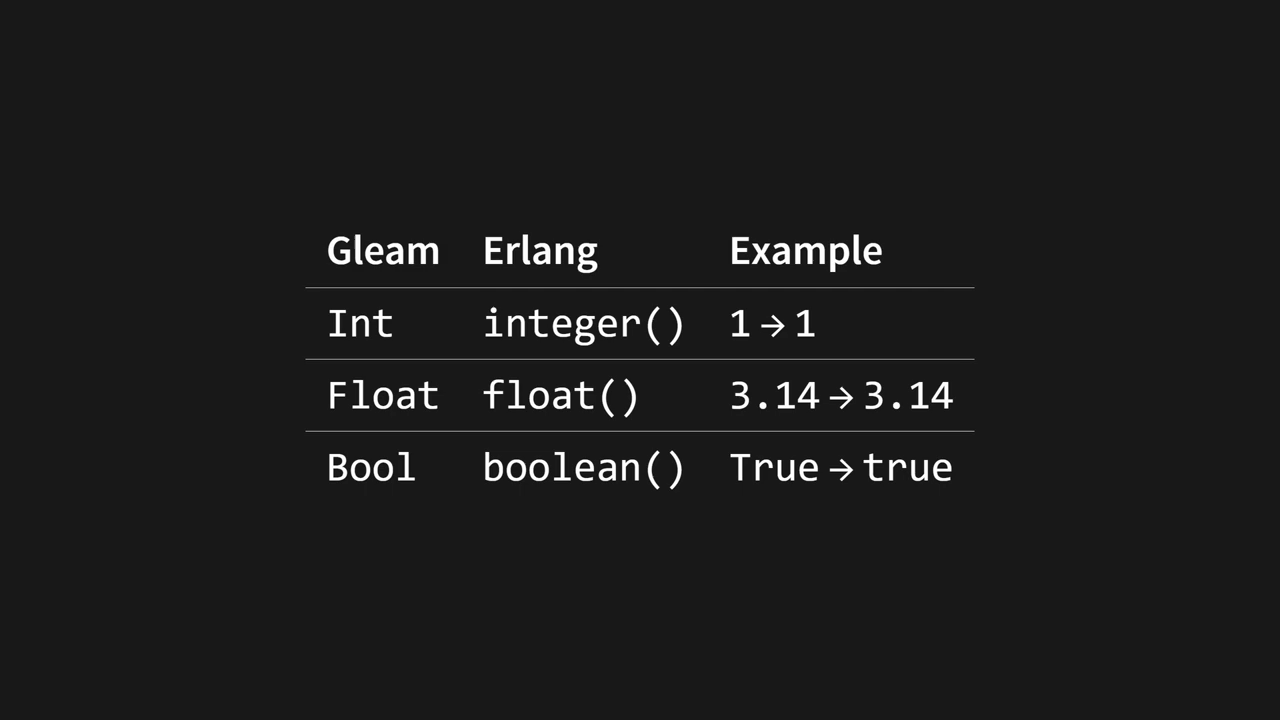 Gleam Erlang Example
Int integer() 1 → 1
Float float() 3.14 → 3.14
Bool boolean() True → true